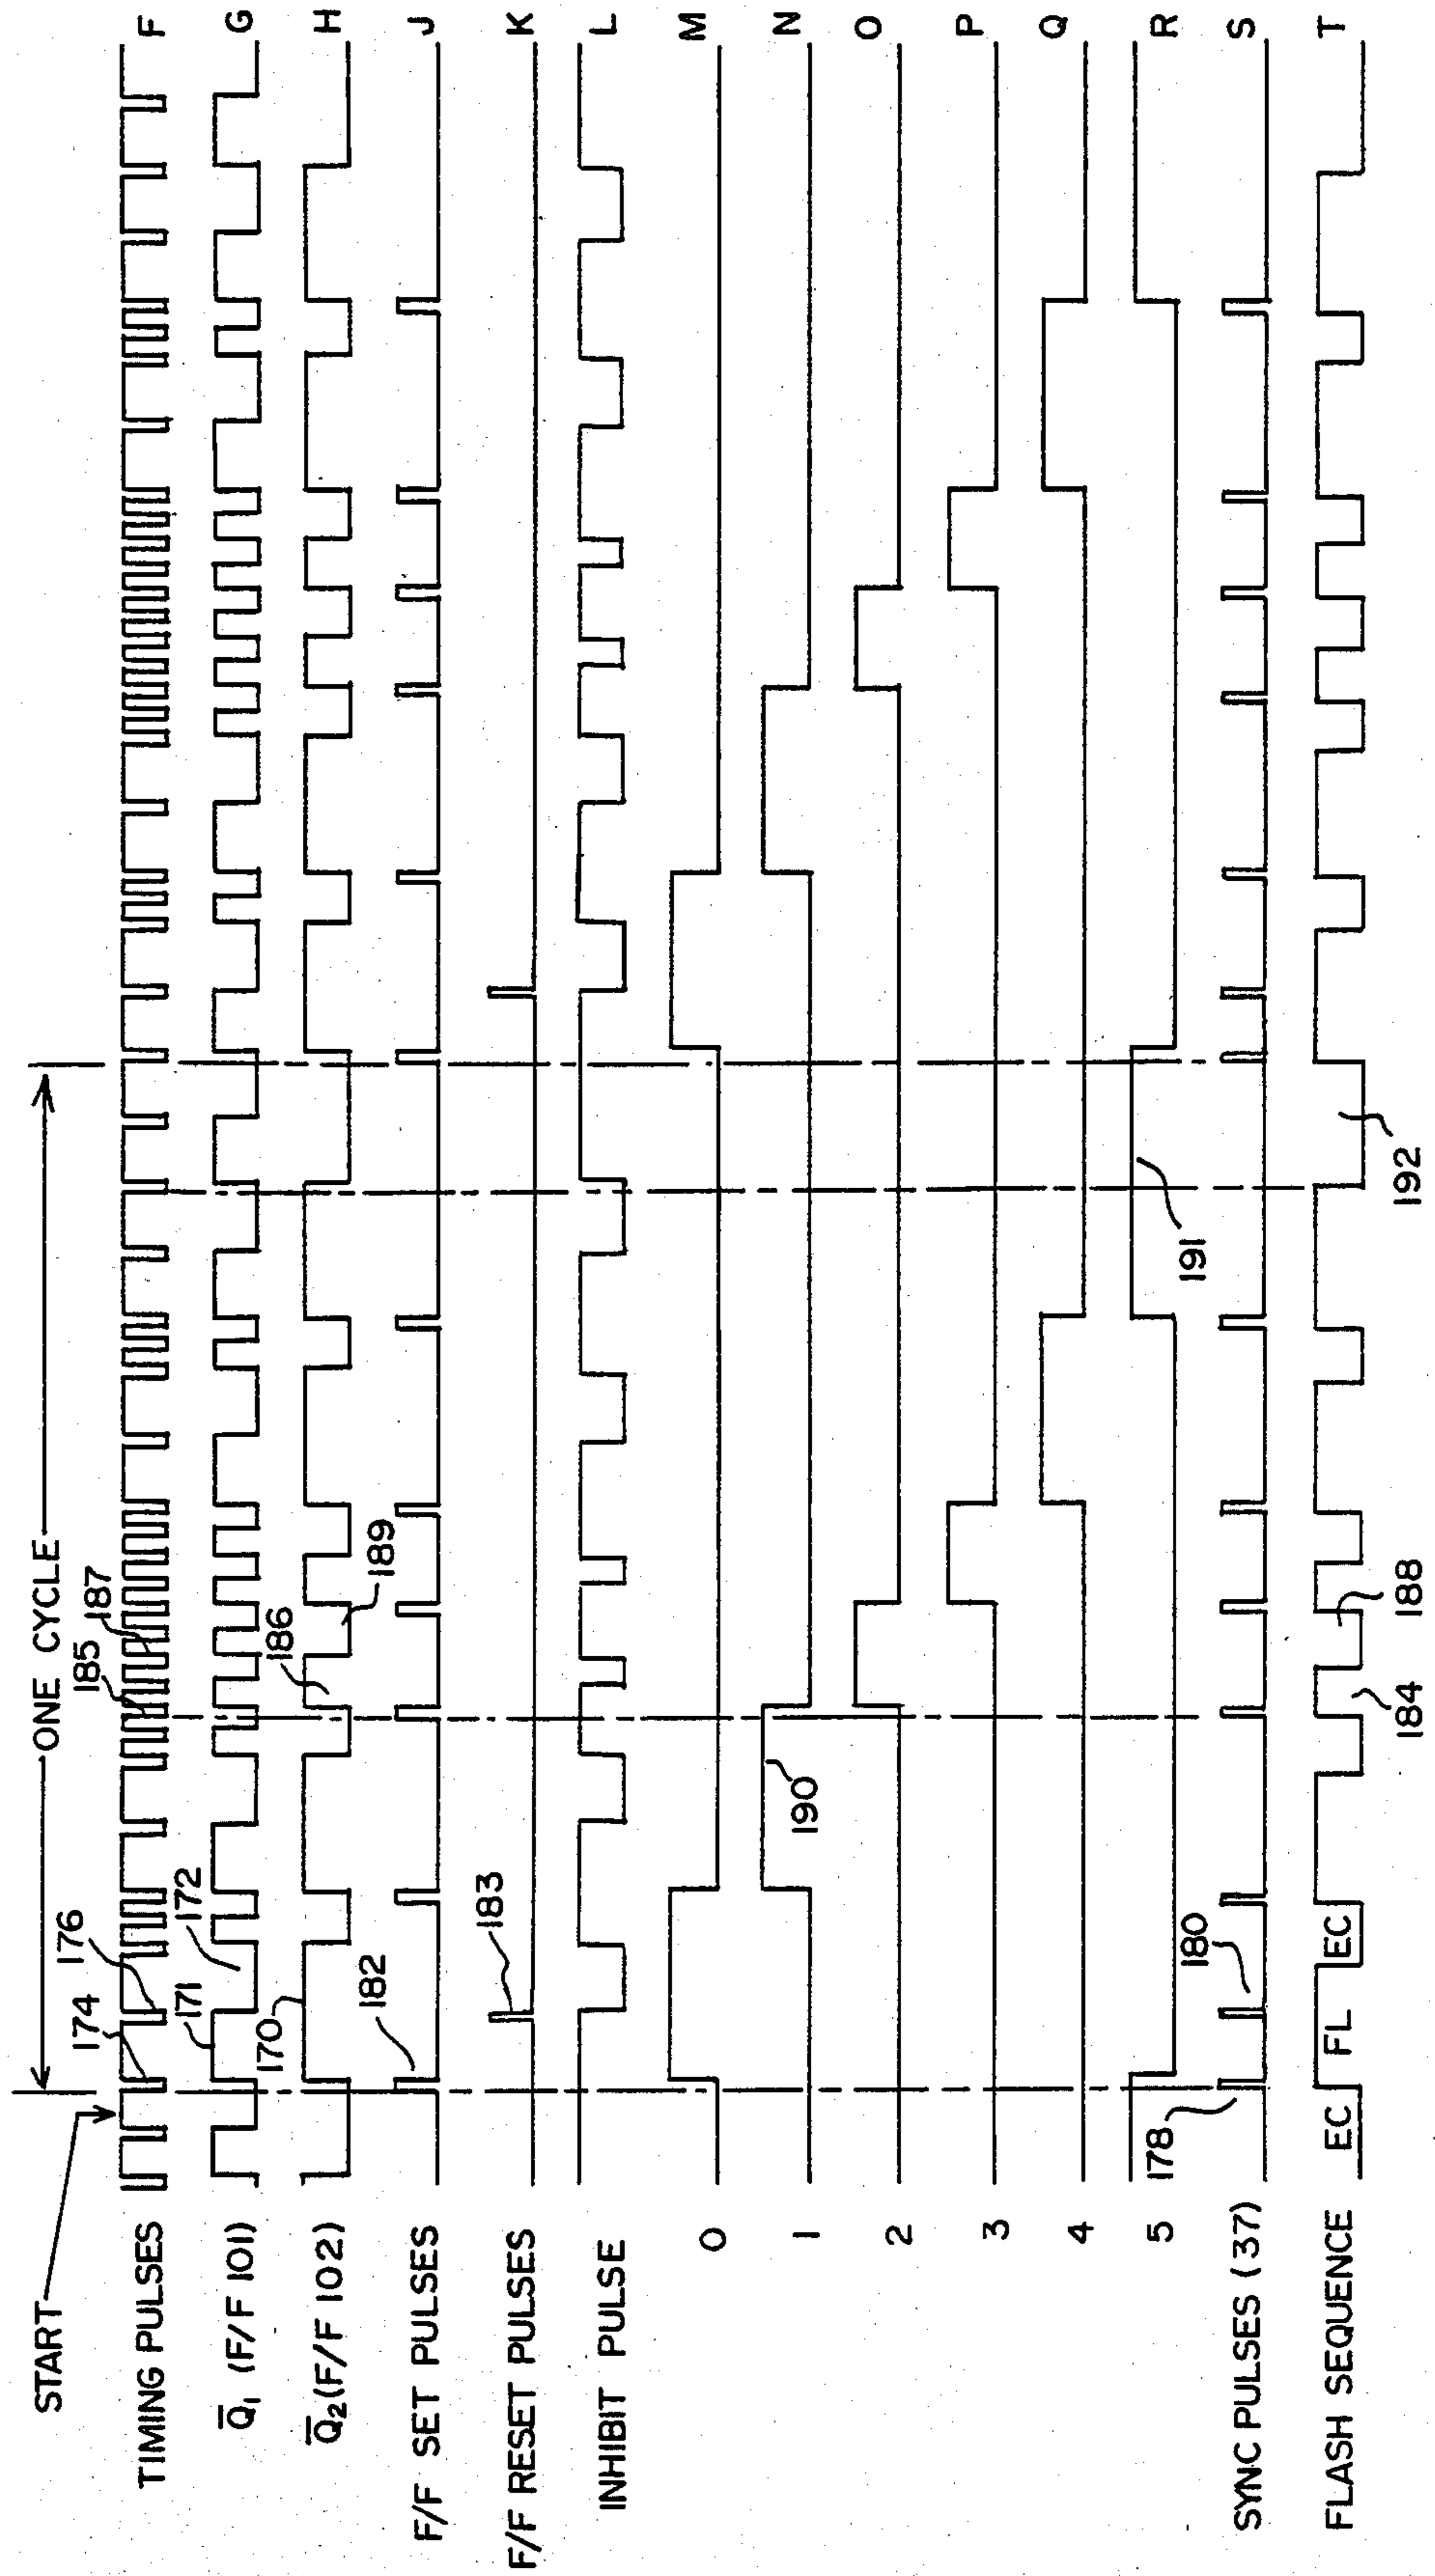 START
ONE CYCLE
TIMING PULSES
174
176
185
187
F
Q̄₁ (F/F 101)
171
172
G
Q̄₂ (F/F 102)
170
186
189
H
F/F SET PULSES
182
J
F/F RESET PULSES
183
K
INHIBIT PULSE
L
0
M
1
190
N
2
O
3
P
4
Q
5
191
R
SYNC PULSES (37)
178
180
S
FLASH SEQUENCE
EC
FL
EC
T
184
188
192